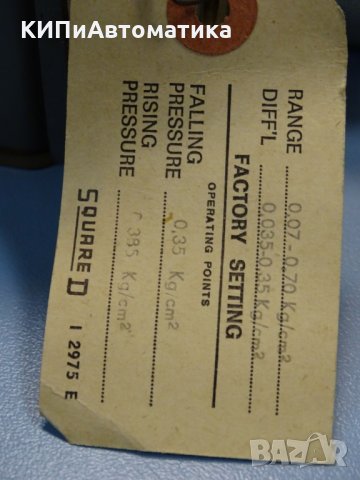 КИПиАвтоматика
RANGE 0.07-0.70 Kg/cm2
DIFF'L 0.035-0.35 Kg/cm2
FACTORY SETTING
OPERATING POINTS
FALLING
PRESSURE 0.35 Kg/cm2
RISING
PRESSURE 0.385 Kg/cm2
SQUARE D I 2975 E
BAZAR